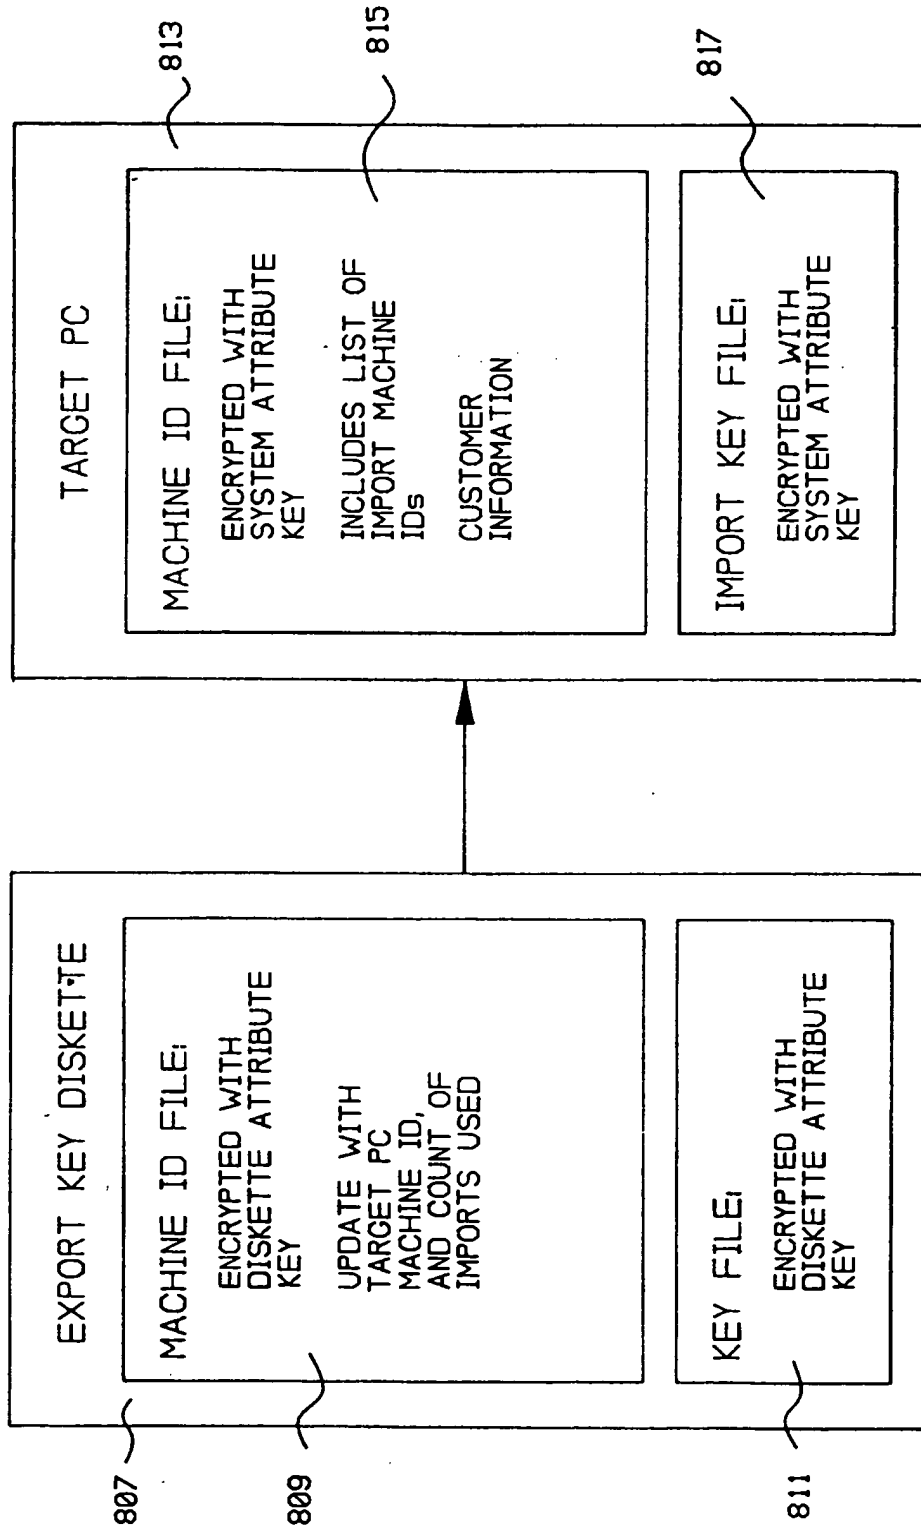 EXPORT KEY DISKETTE
807
MACHINE ID FILE:
ENCRYPTED WITH
DISKETTE ATTRIBUTE
KEY
UPDATE WITH
TARGET PC
MACHINE ID,
AND COUNT OF
IMPORTS USED
809
KEY FILE:
ENCRYPTED WITH
DISKETTE ATTRIBUTE
KEY
811
TARGET PC
813
MACHINE ID FILE:
ENCRYPTED WITH
SYSTEM ATTRIBUTE
KEY
INCLUDES LIST OF
IMPORT MACHINE
IDs
CUSTOMER
INFORMATION
815
IMPORT KEY FILE:
ENCRYPTED WITH
SYSTEM ATTRIBUTE
KEY
817